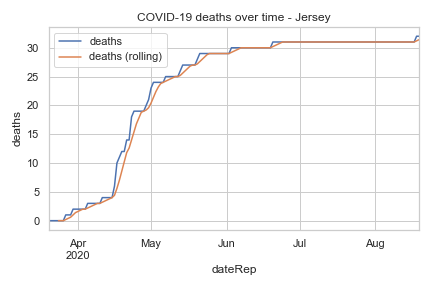 COVID-19 deaths over time - Jersey
deaths
deaths (rolling)
30
25
20
15
10
5
0
deaths
Apr
2020
May
Jun
Jul
Aug
dateRep